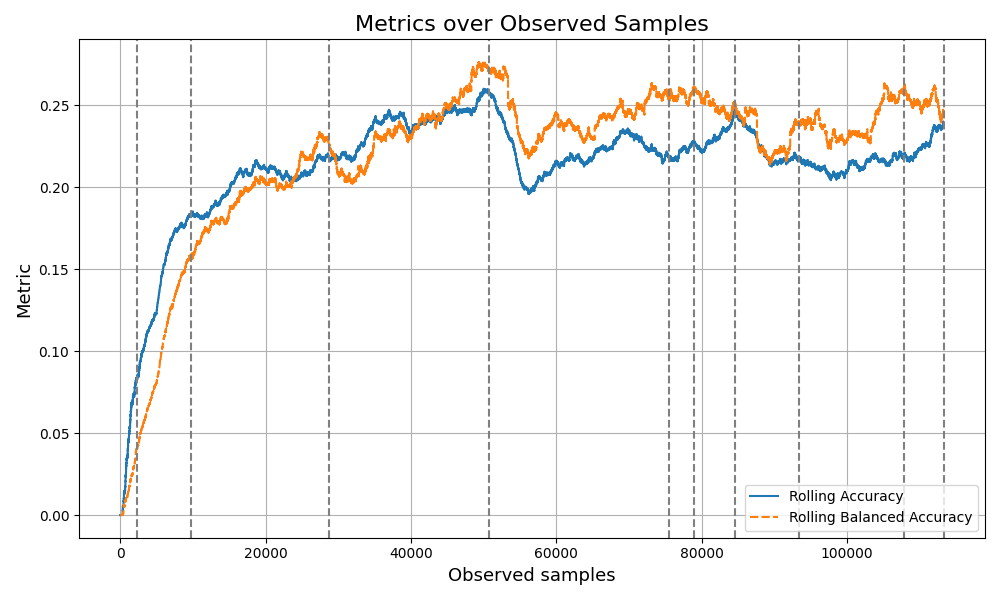 Metrics over Observed Samples
Metric
0.25
0.20
0.15
0.10
0.05
0.00
Rolling Accuracy
Rolling Balanced Accuracy
0
20000
40000
60000
80000
100000
Observed samples